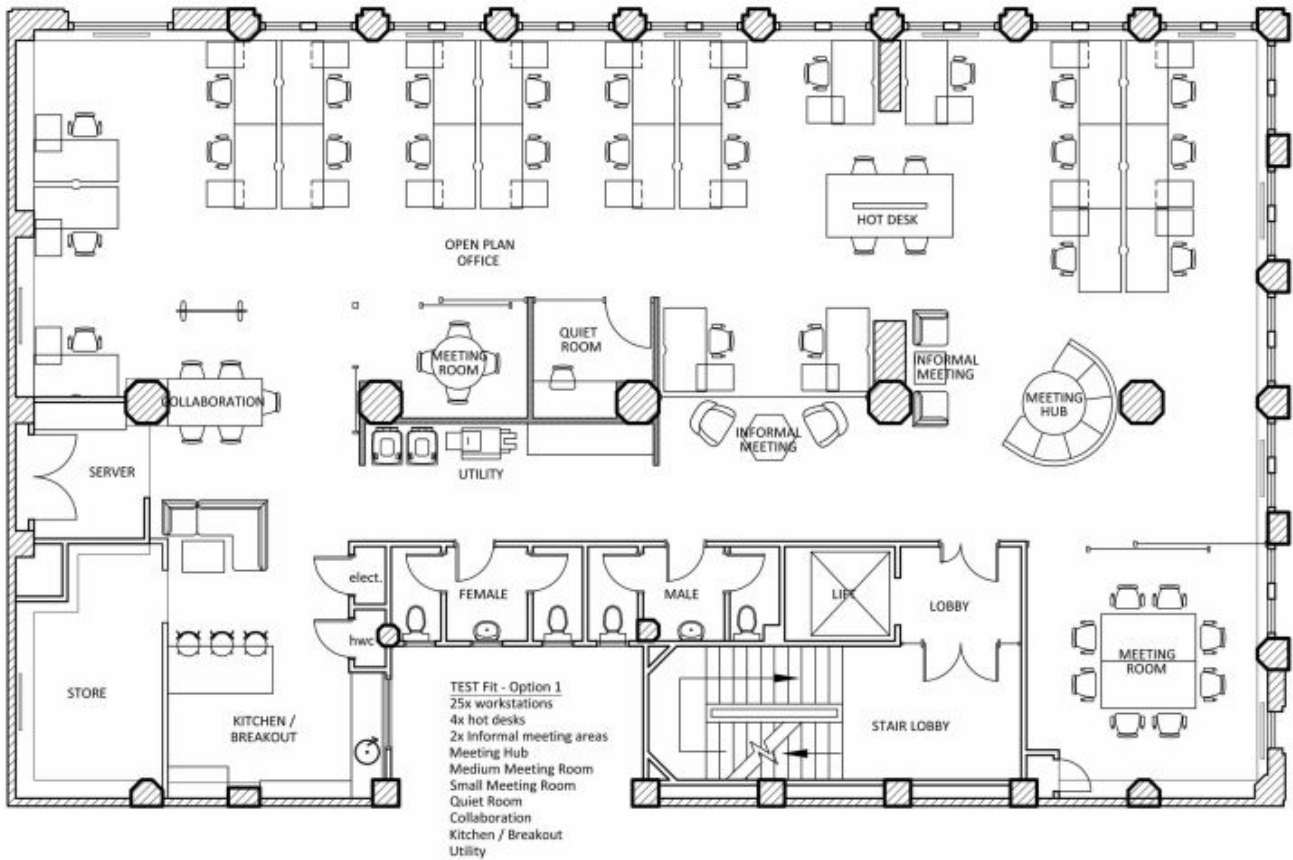 HOT DESK
OPEN PLAN
OFFICE
QUIET
ROOM
MEETING
ROOM
INFORMAL
MEETING
COLLABORATION
MEETING
HUB
INFORMAL
MEETING
SERVER
UTILITY
elect.
FEMALE
MALE
LIFT
LOBBY
hwc
MEETING
ROOM
STORE
KITCHEN /
BREAKOUT
STAIR LOBBY
TEST Fit - Option 1
25x workstations
4x hot desks
2x Informal meeting areas
Meeting Hub
Medium Meeting Room
Small Meeting Room
Quiet Room
Collaboration
Kitchen / Breakout
Utility